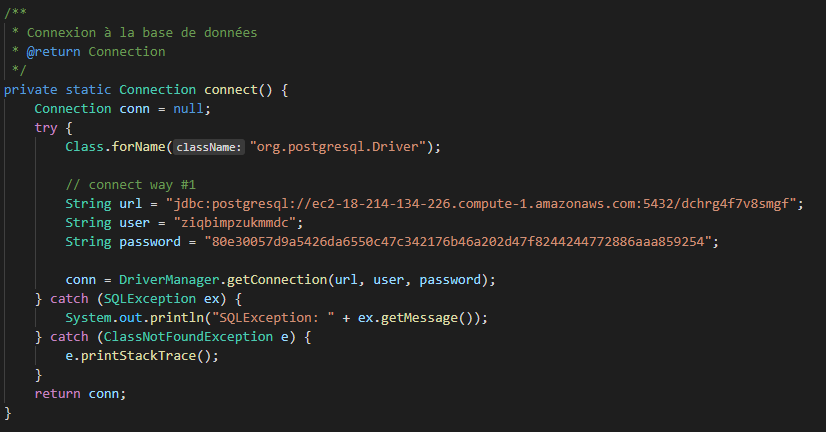 /**
 * Connexion à la base de données
 * @return Connection
 */
private static Connection connect() {
    Connection conn = null;
    try {
        Class.forName(className: "org.postgresql.Driver");

        // connect way #1
        String url = "jdbc:postgresql://ec2-18-214-134-226.compute-1.amazonaws.com:5432/dchrg4f7v8smgf";
        String user = "ziqbimpzukmmdc";
        String password = "80e30057d9a5426da6550c47c342176b46a202d47f8244244772886aaa859254";

        conn = DriverManager.getConnection(url, user, password);
    } catch (SQLException ex) {
        System.out.println("SQLException: " + ex.getMessage());
    } catch (ClassNotFoundException e) {
        e.printStackTrace();
    }
    return conn;
}